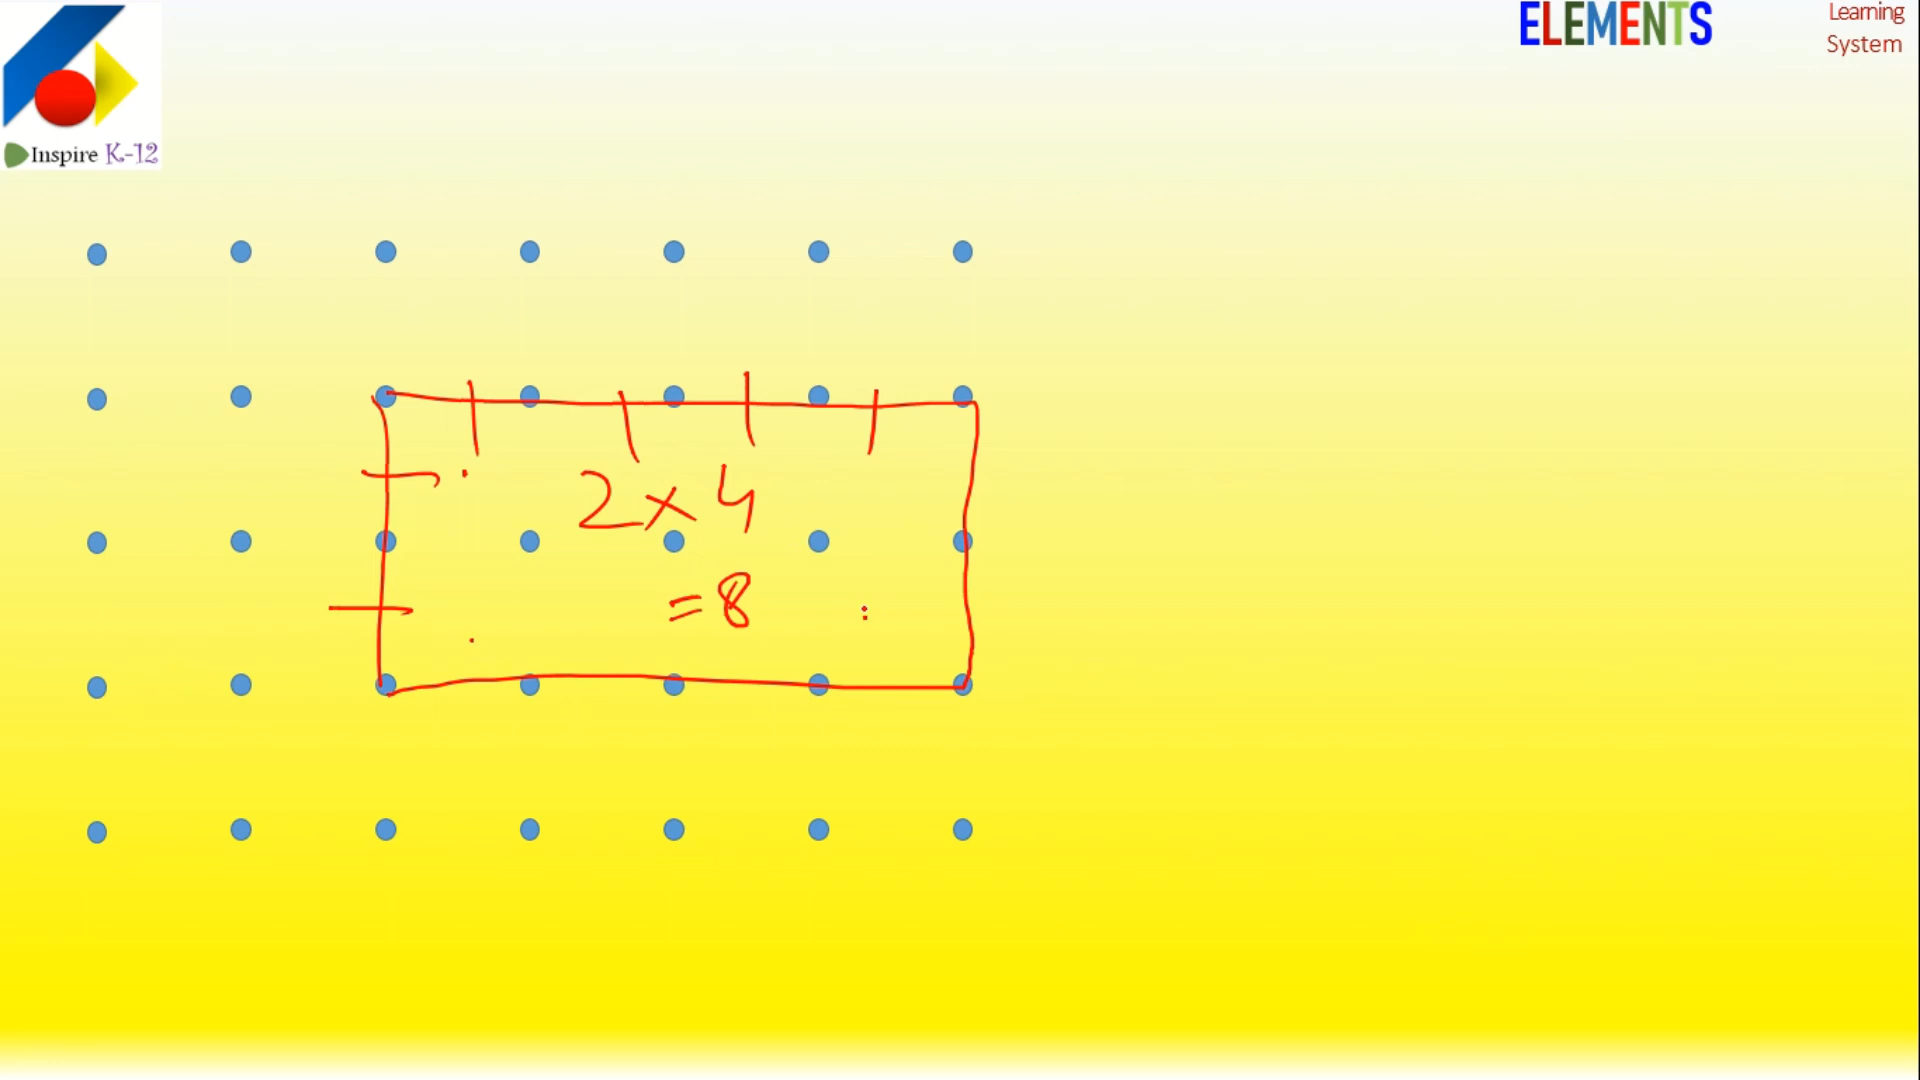 ELEMENTS
Learning
System
Inspire K-12
2 × 4
= 8